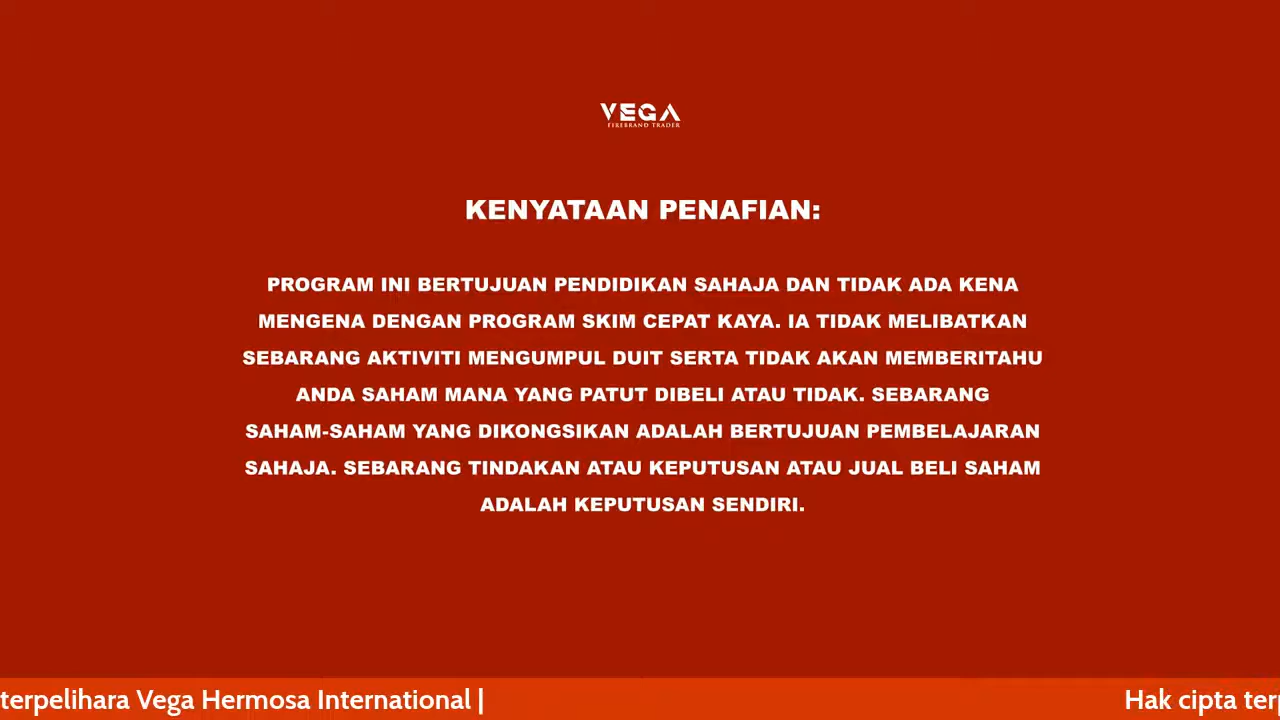 VEGA
FIREBRAND TRADER
KENYATAAN PENAFIAN:
PROGRAM INI BERTUJUAN PENDIDIKAN SAHAJA DAN TIDAK ADA KENA
MENGENA DENGAN PROGRAM SKIM CEPAT KAYA. IA TIDAK MELIBATKAN
SEBARANG AKTIVITI MENGUMPUL DUIT SERTA TIDAK AKAN MEMBERITAHU
ANDA SAHAM MANA YANG PATUT DIBELI ATAU TIDAK. SEBARANG
SAHAM-SAHAM YANG DIKONGSIKAN ADALAH BERTUJUAN PEMBELAJARAN
SAHAJA. SEBARANG TINDAKAN ATAU KEPUTUSAN ATAU JUAL BELI SAHAM
ADALAH KEPUTUSAN SENDIRI.
terpelihara Vega Hermosa International | Hak cipta ter